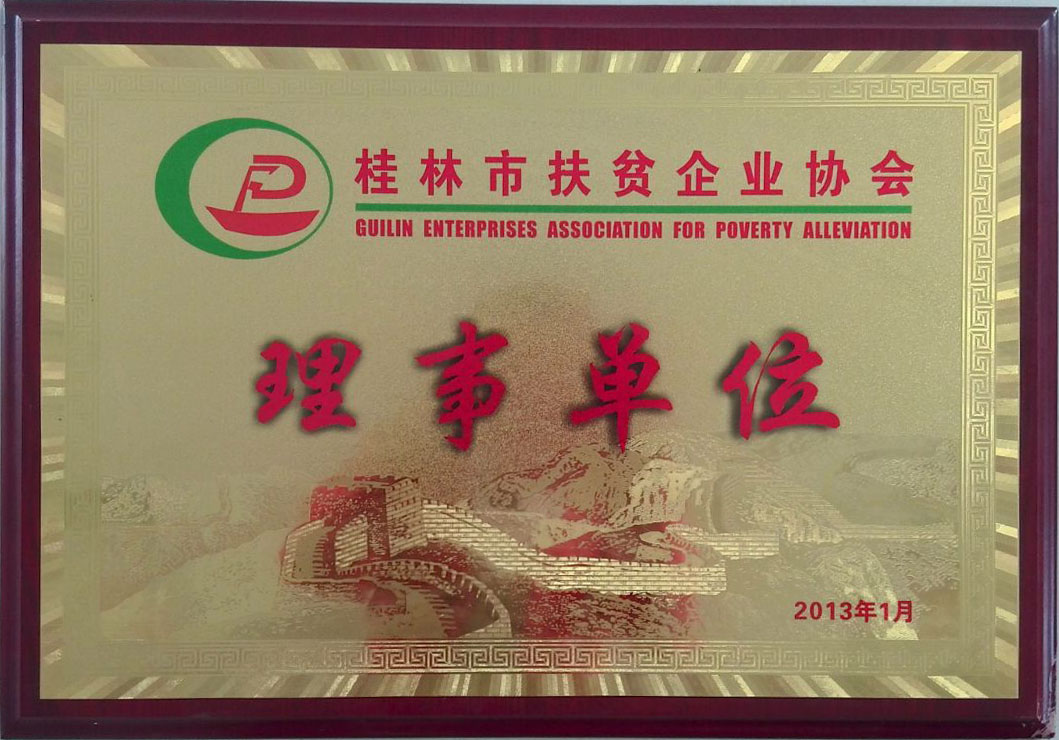 桂林市扶贫企业协会
GUILIN ENTERPRISES ASSOCIATION FOR POVERTY ALLEVIATION
理事单位
2013年1月